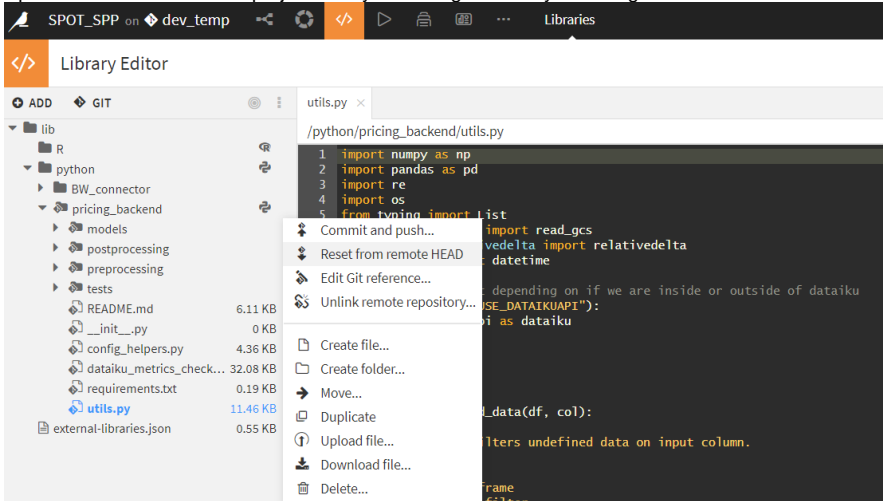 SPOT_SPP on dev_temp
Libraries
Library Editor
ADD GIT
utils.py
lib
/python/pricing_backend/utils.py
R
python
BW_connector
pricing_backend
models
postprocessing
preprocessing
tests
README.md 6.11 KB
__init__.py 0 KB
config_helpers.py 4.36 KB
dataiku_metrics_check... 32.08 KB
requirements.txt 0.19 KB
utils.py 11.46 KB
external-libraries.json 0.55 KB
1 import numpy as np
2 import pandas as pd
3 import re
4 import os
5 from typing import List
import read_gcs
vedelta import relativedelta
datetime
depending on if we are inside or outside of dataiku
USE_DATAIKUAPI"):
pi as dataiku
d_data(df, col):
ilters undefined data on input column.
frame
Commit and push...
Reset from remote HEAD
Edit Git reference...
Unlink remote repository...
Create file...
Create folder...
Move...
Duplicate
Upload file...
Download file...
Delete...